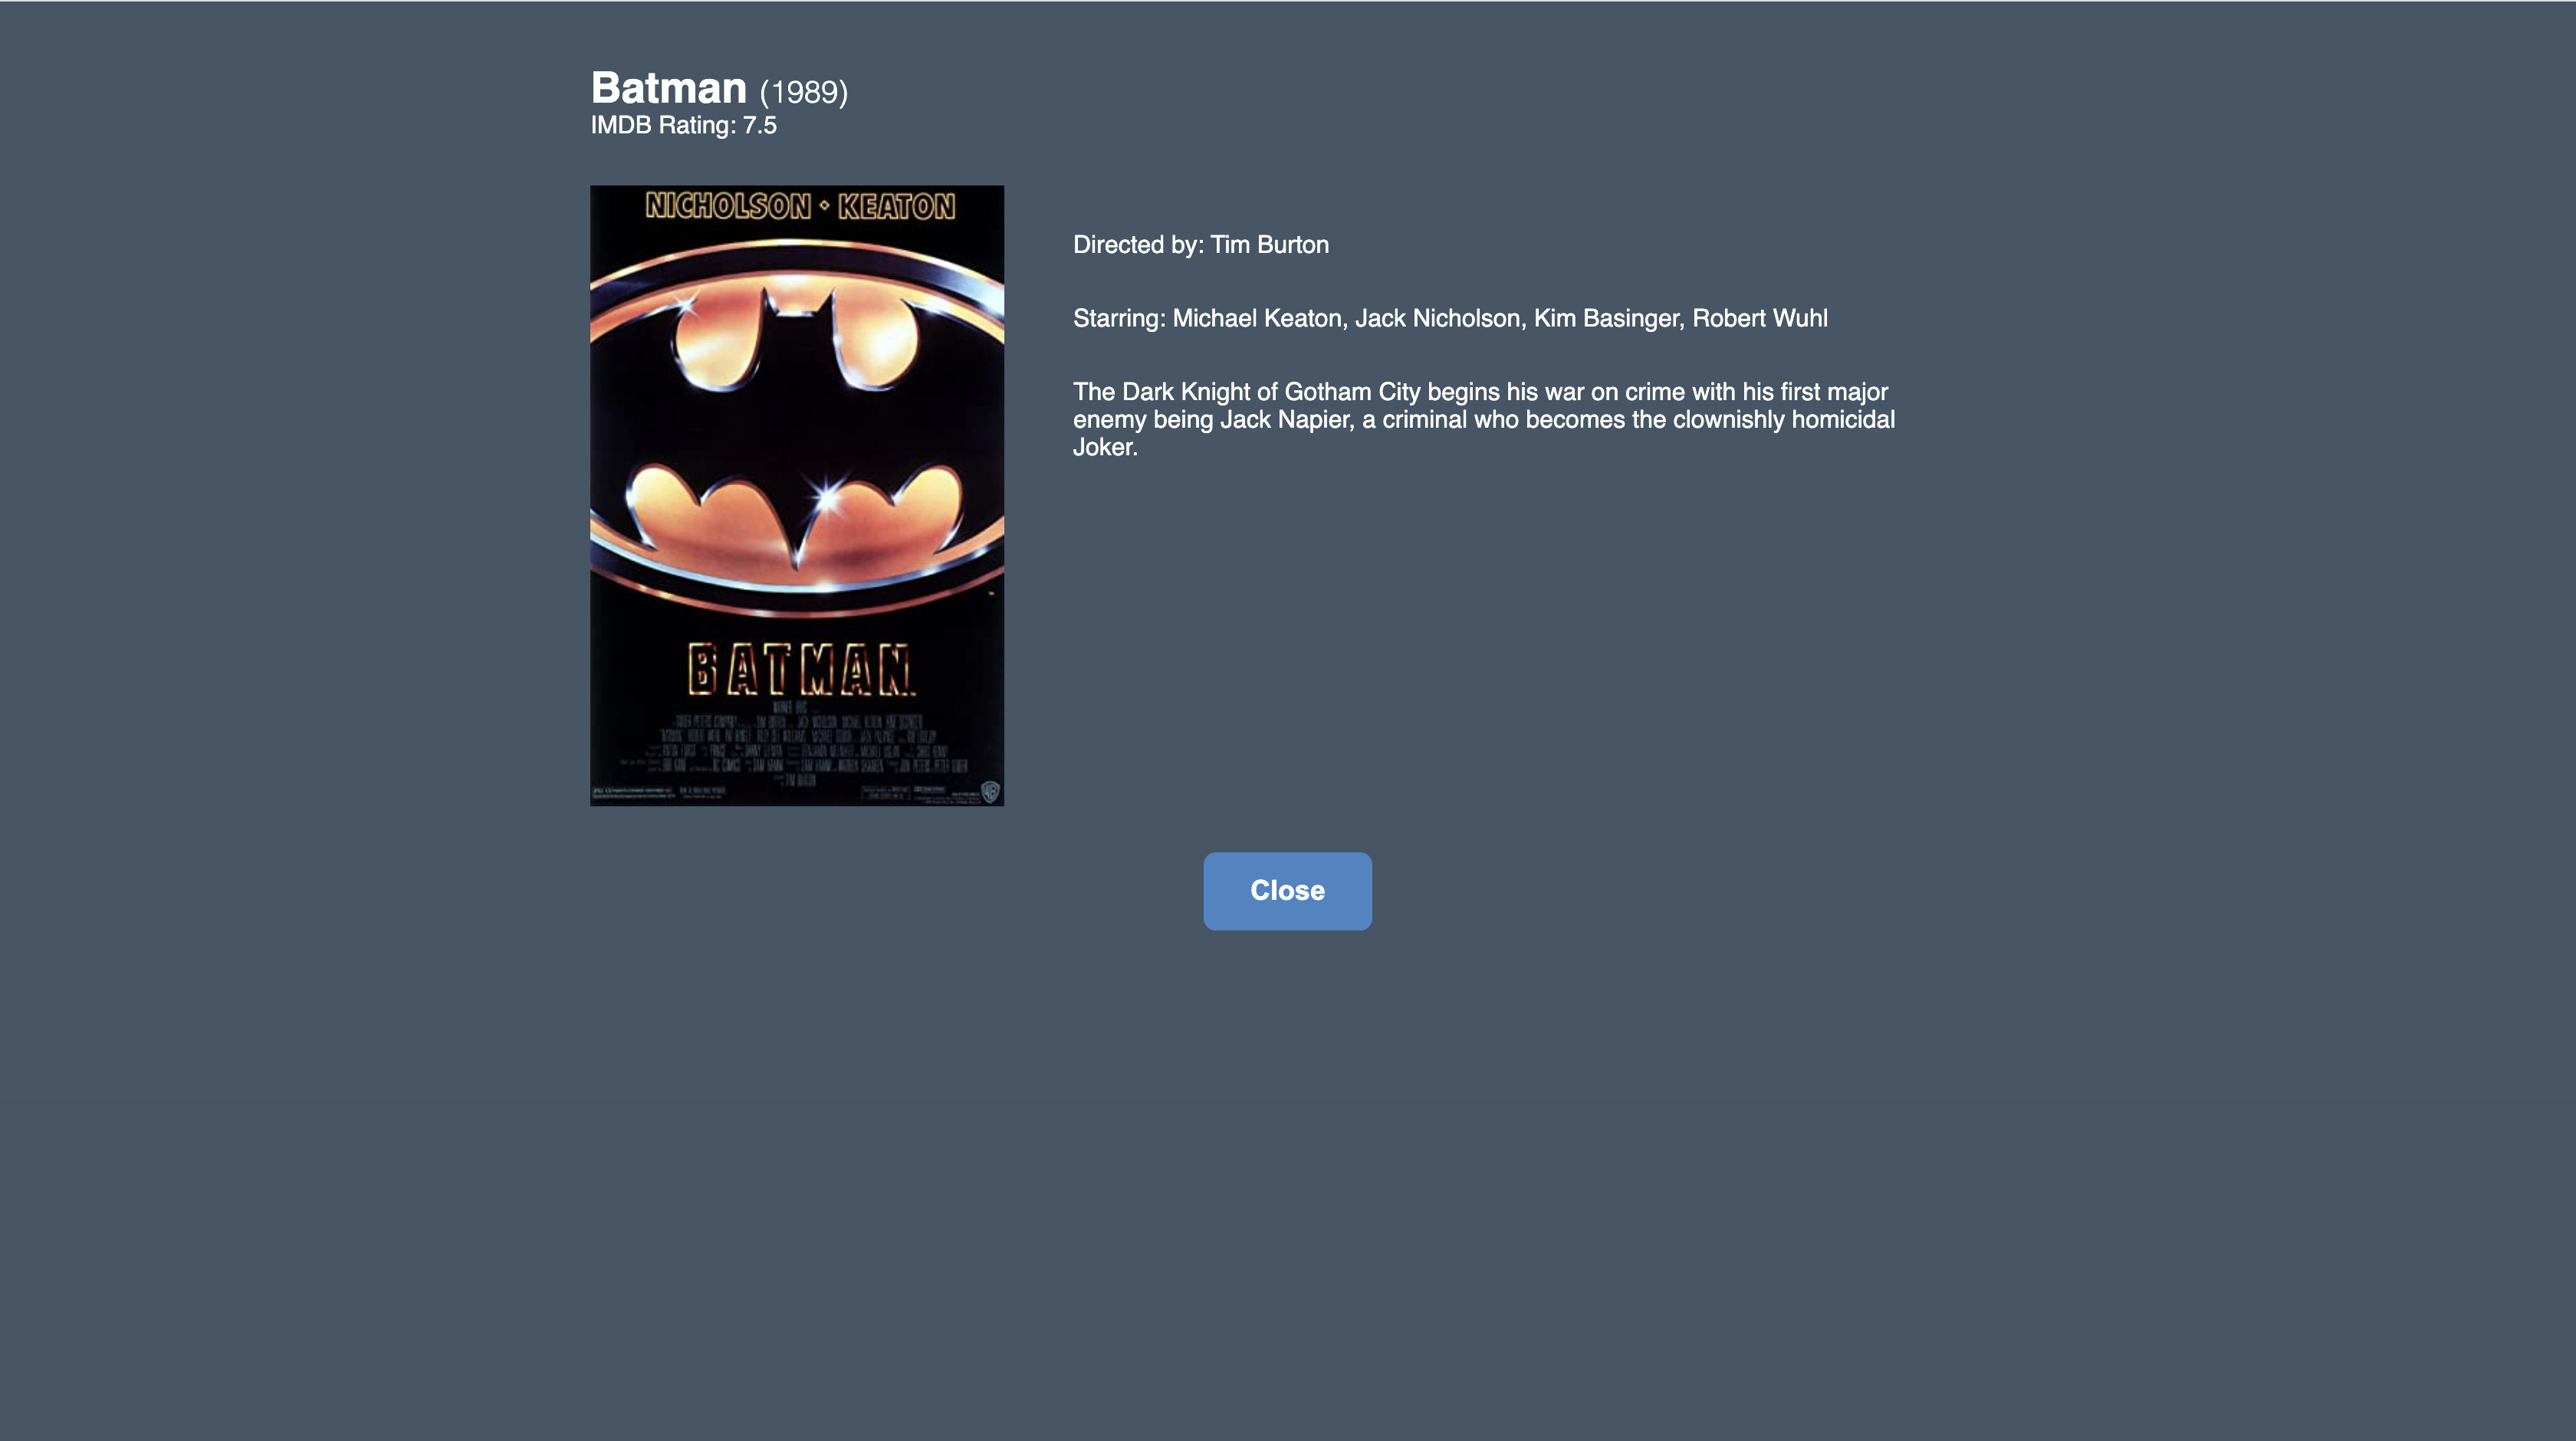 Batman (1989)
IMDB Rating: 7.5
NICHOLSON ⋄ KEATON
Directed by: Tim Burton
Starring: Michael Keaton, Jack Nicholson, Kim Basinger, Robert Wuhl
The Dark Knight of Gotham City begins his war on crime with his first major
enemy being Jack Napier, a criminal who becomes the clownishly homicidal
Joker.
BATMAN
Close